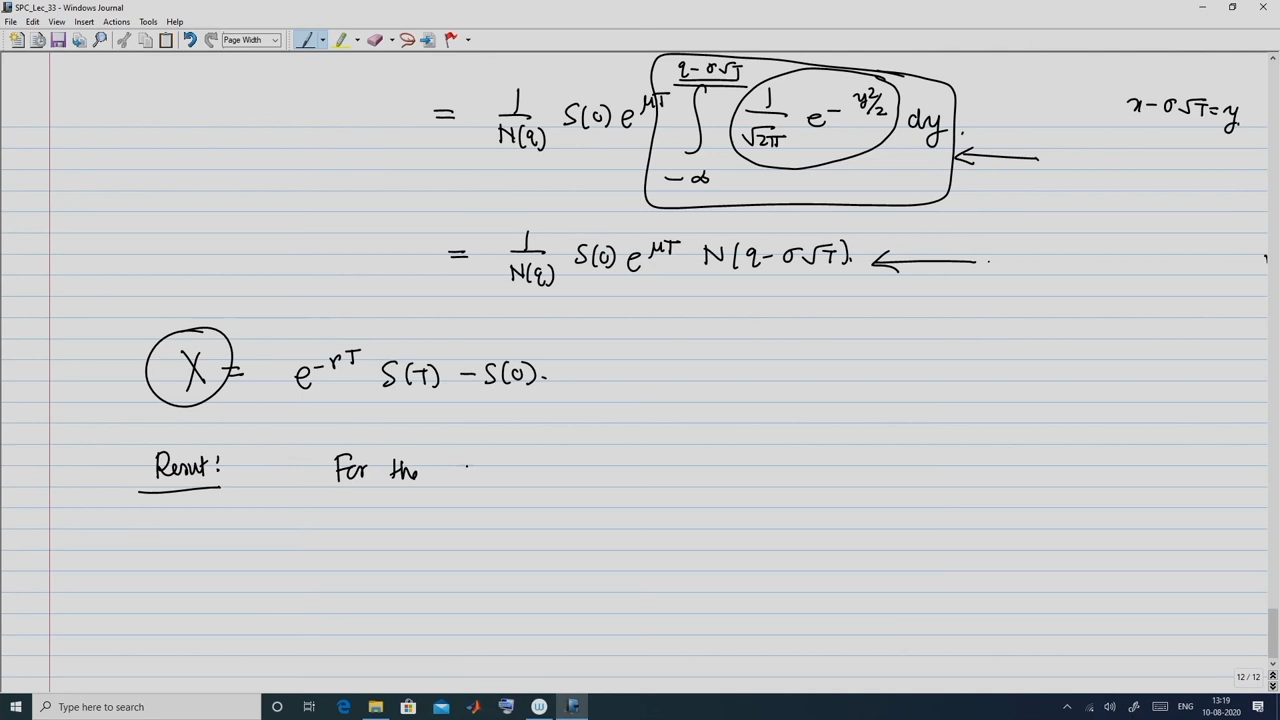 SPC_Lec_33 - Windows Journal
File Edit View Insert Actions Tools Help
Page Width
= 1/N(q) S(0) e^{μT} ∫_{-∞}^{q-σ√T} 1/√2π e^{-y²/2} dy.
x-σ√T=y
= 1/N(q) S(0) e^{μT} N(q-σ√T).
X = e^{-rT} S(T) - S(0).
Result: For the
12 / 12
Type here to search
ENG
13:19
10-08-2020